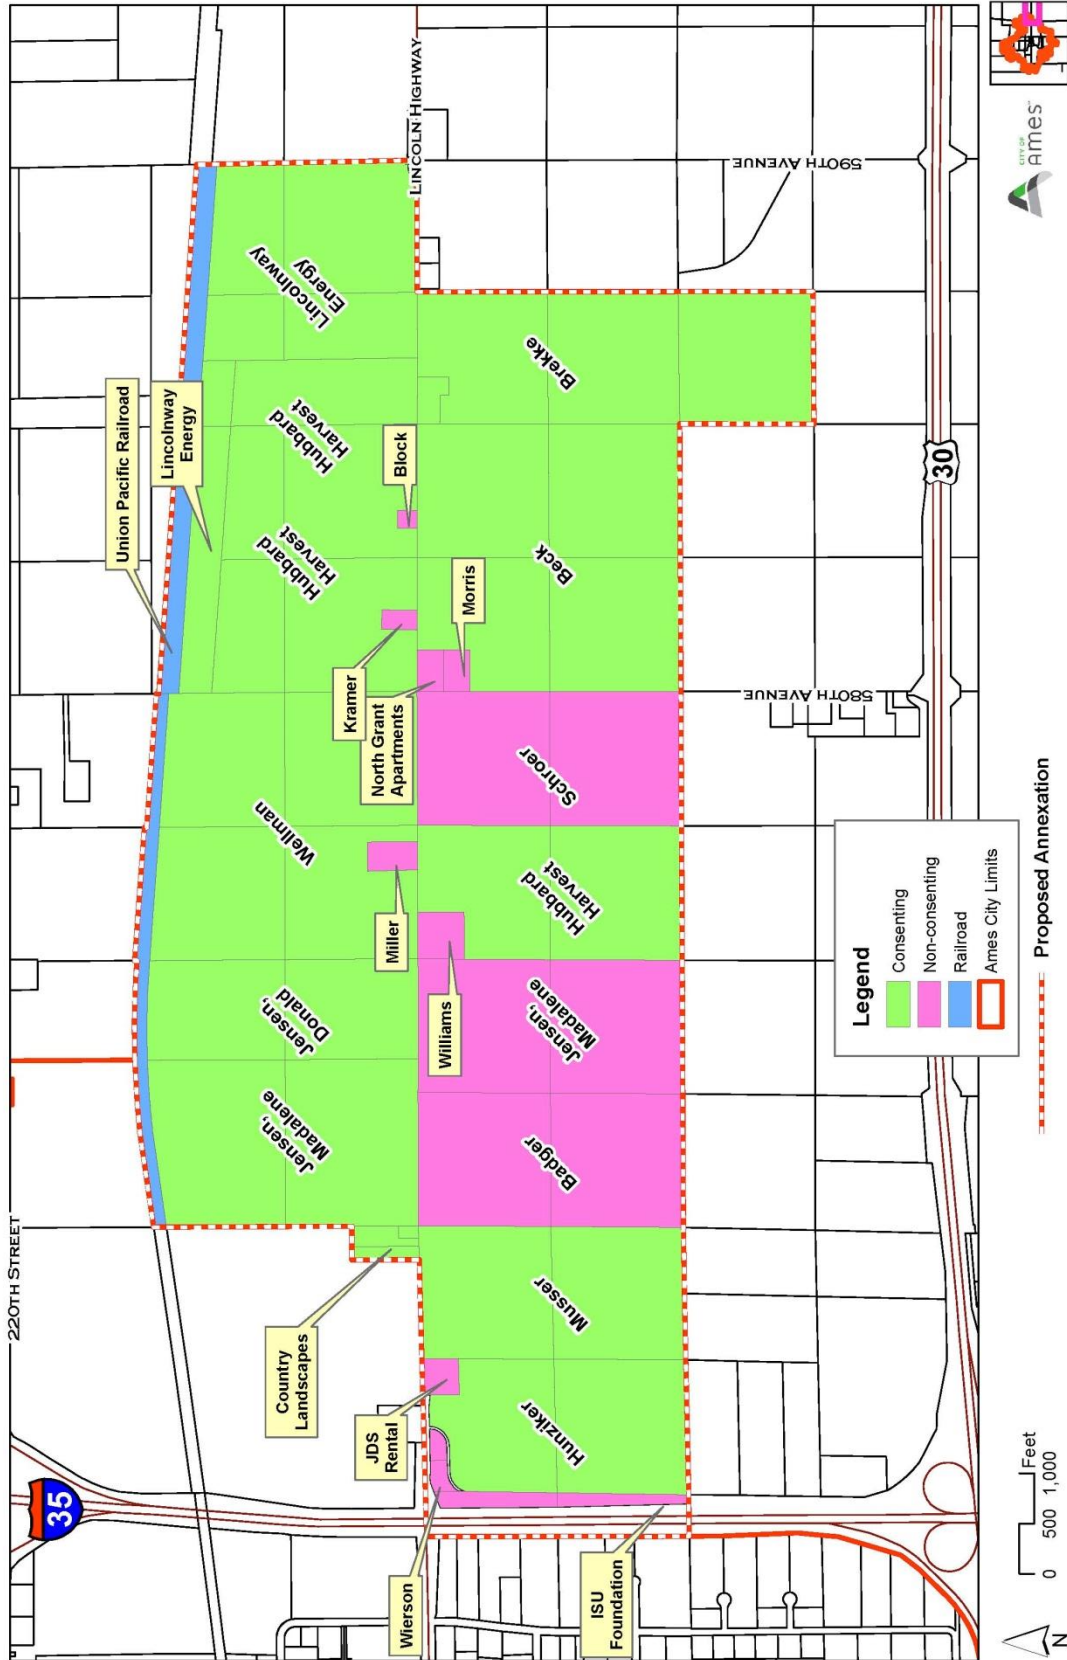 220TH STREET
35
Union Pacific Railroad
Lincolnway
Energy
Country
Landscapes
JDS
Rental
Wierson
ISU
Foundation
Jensen,
Madalene
Jensen,
Donald
Wellman
Hubbard
Harvest
Hubbard
Harvest
Lincolnway
Energy
Miller
Kramer
North Grant
Apartments
Block
Morris
Williams
LINCOLN HIGHWAY
Hunziker
Musser
Badger
Jensen,
Madalene
Hubbard
Harvest
Schroer
Beck
Brekke
580TH AVENUE
590TH AVENUE
30
Legend
Consenting
Non-consenting
Railroad
Ames City Limits
Proposed Annexation
N
0 500 1,000
Feet
CITY OF
Ames